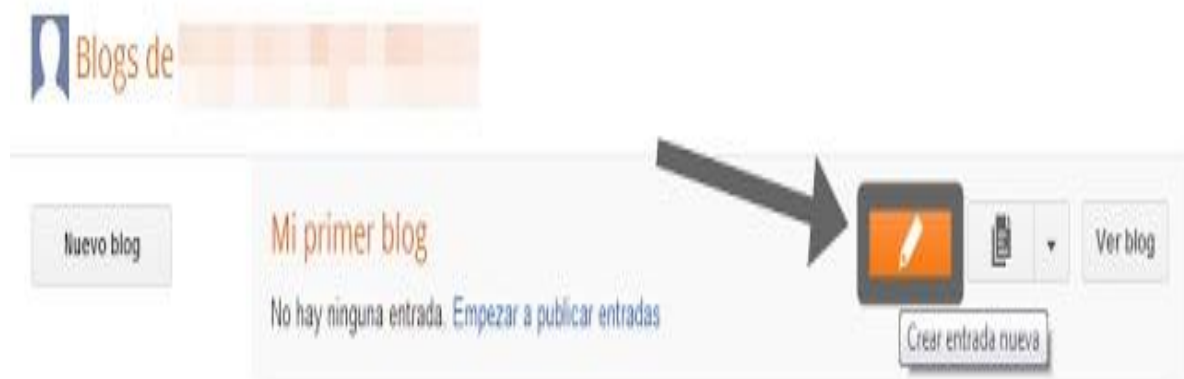 Blogs de
Nuevo blog
Mi primer blog
Ver blog
No hay ninguna entrada. Empezar a publicar entradas
Crear entrada nueva